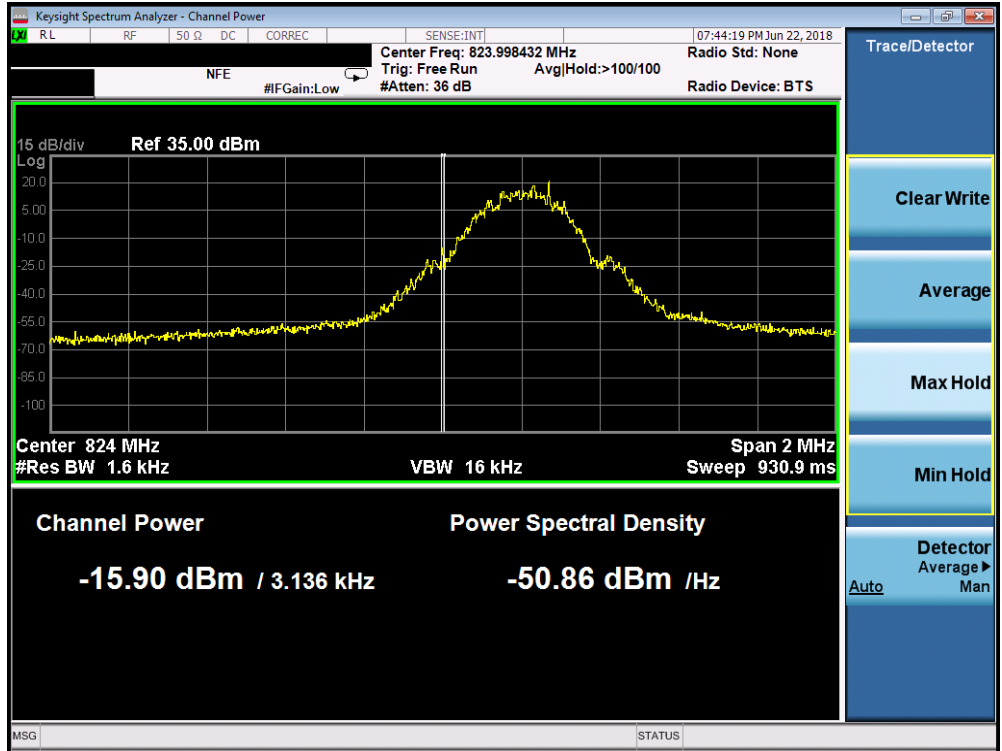 Keysight Spectrum Analyzer - Channel Power
LXI RL RF 50 Ω DC CORREC SENSE:INT 07:44:19 PM Jun 22, 2018
Center Freq: 823.998432 MHz Radio Std: None
NFE Trig: Free Run Avg|Hold:>100/100
#IFGain:Low #Atten: 36 dB Radio Device: BTS
Trace/Detector
15 dB/div Ref 35.00 dBm
Log
20.0
5.00
-10.0
-25.0
-40.0
-55.0
-70.0
-85.0
-100
Center 824 MHz Span 2 MHz
#Res BW 1.6 kHz VBW 16 kHz Sweep 930.9 ms
Channel Power Power Spectral Density
-15.90 dBm / 3.136 kHz -50.86 dBm /Hz
Clear Write
Average
Max Hold
Min Hold
Detector
Average▶
Auto Man
MSG STATUS